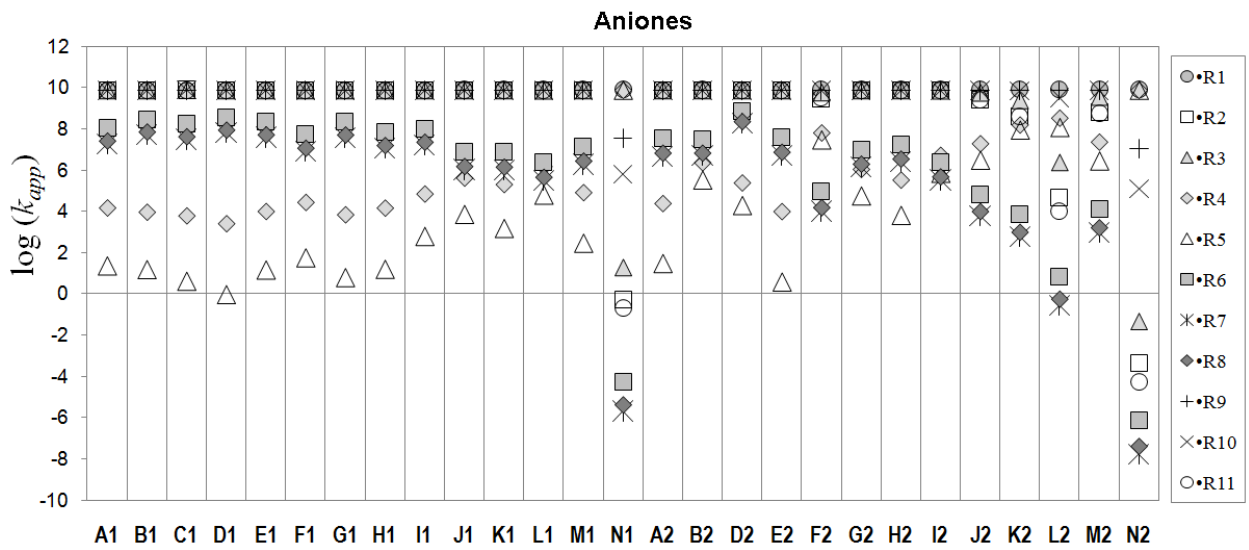 Aniones
log (k_app)
12
10
8
6
4
2
0
-2
-4
-6
-8
-10
A1 B1 C1 D1 E1 F1 G1 H1 I1 J1 K1 L1 M1 N1 A2 B2 D2 E2 F2 G2 H2 I2 J2 K2 L2 M2 N2
•R1
•R2
•R3
•R4
•R5
•R6
•R7
•R8
•R9
•R10
•R11